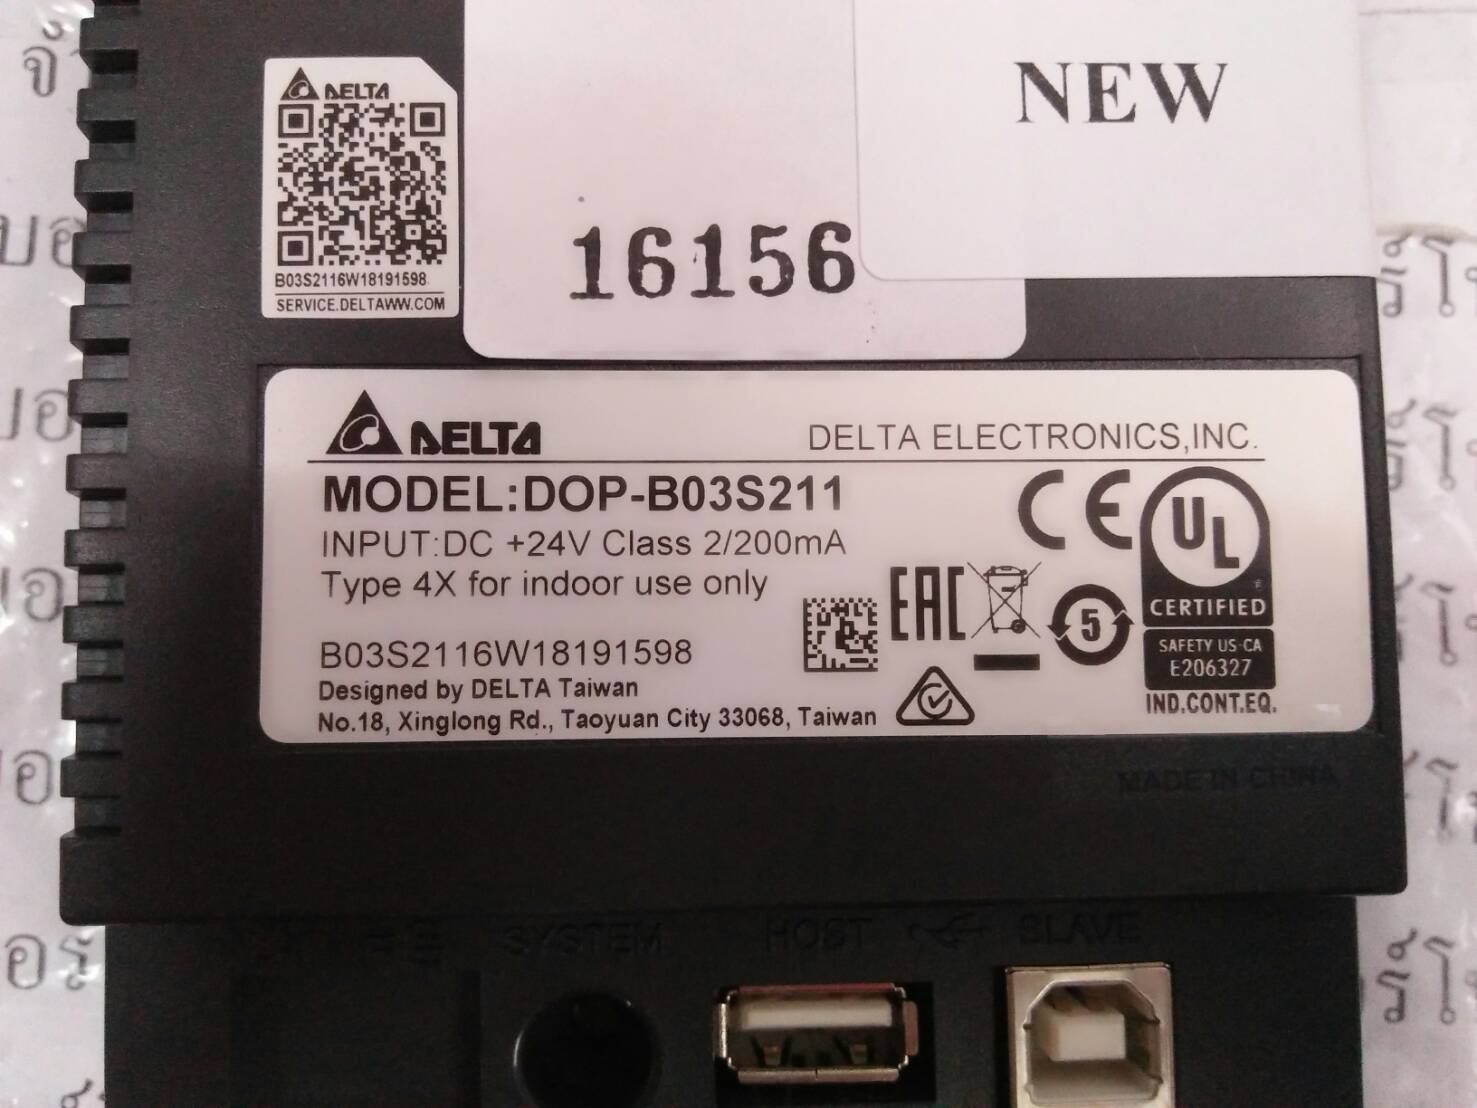 NEW
DELTA
16156
B03S2116W18191598
SERVICE.DELTAWW.COM
DELTA
DELTA ELECTRONICS,INC.
MODEL:DOP-B03S211
INPUT:DC +24V Class 2/200mA
Type 4X for indoor use only
CE
UL
EAC
5
CERTIFIED
SAFETY US-CA
E206327
IND.CONT.EQ.
B03S2116W18191598
Designed by DELTA Taiwan
No.18, Xinglong Rd., Taoyuan City 33068, Taiwan
MADE IN CHINA
SYSTEM
HOST
SLAVE